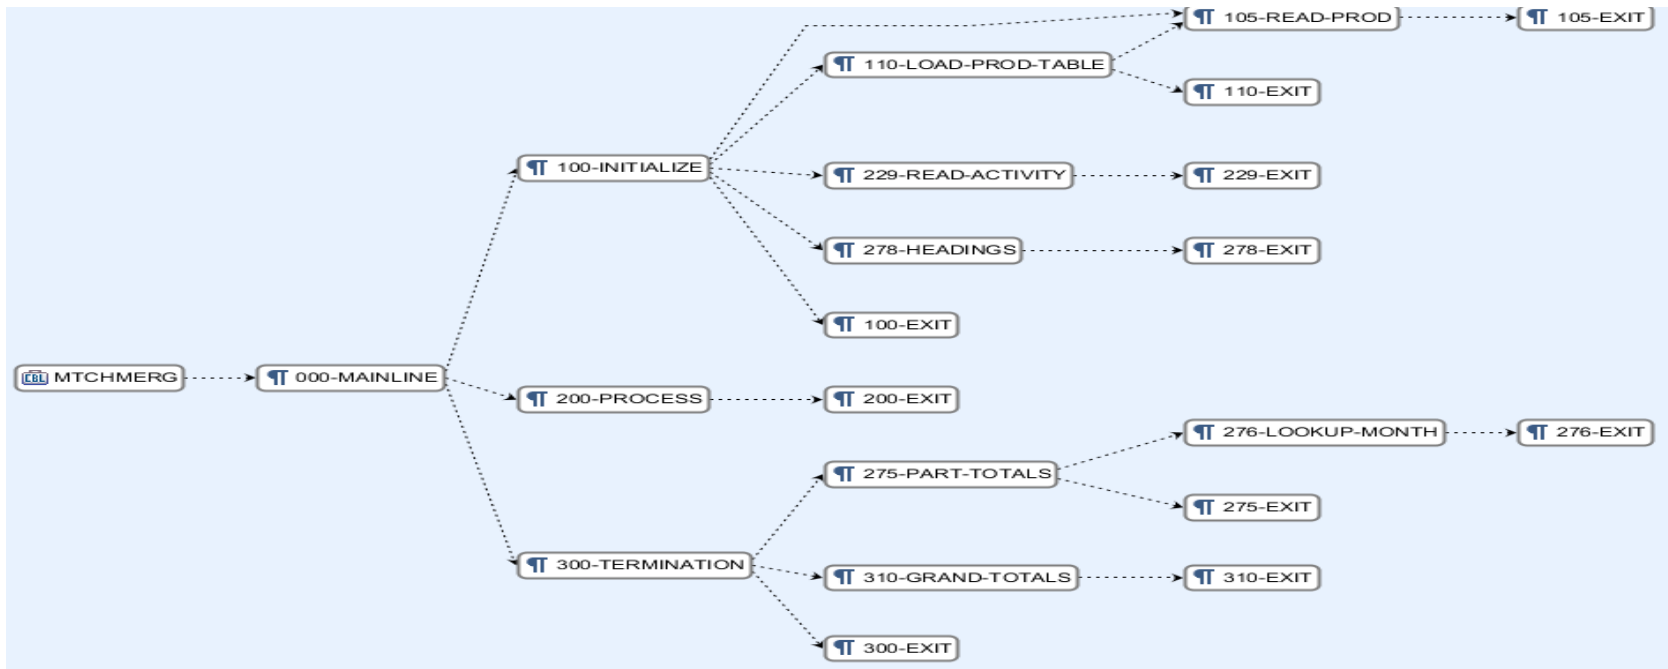 105-READ-PROD
105-EXIT
110-LOAD-PROD-TABLE
110-EXIT
100-INITIALIZE
229-READ-ACTIVITY
229-EXIT
278-HEADINGS
278-EXIT
100-EXIT
CBL MTCHMERG
000-MAINLINE
200-PROCESS
200-EXIT
276-LOOKUP-MONTH
276-EXIT
275-PART-TOTALS
275-EXIT
300-TERMINATION
310-GRAND-TOTALS
310-EXIT
300-EXIT